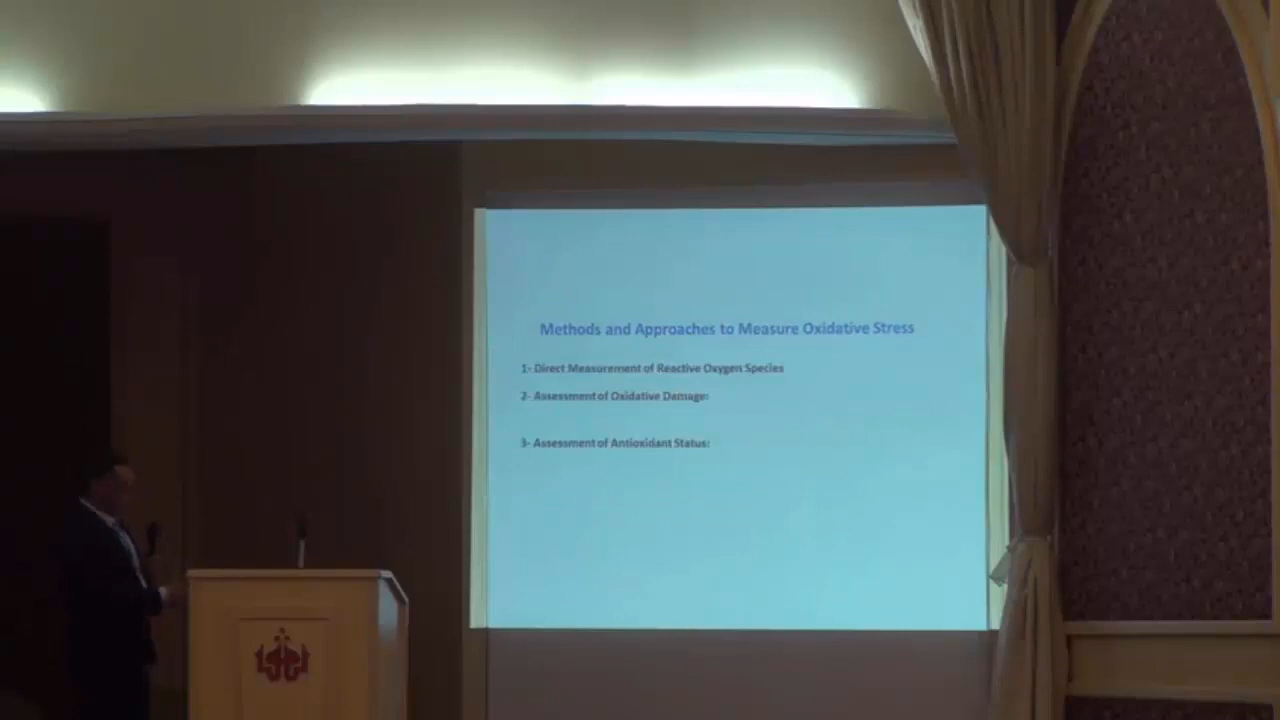 Methods and Approaches to Measure Oxidative Stress
1- Direct Measurement of Reactive Oxygen Species
2- Assessment of Oxidative Damage:
3- Assessment of Antioxidant Status: